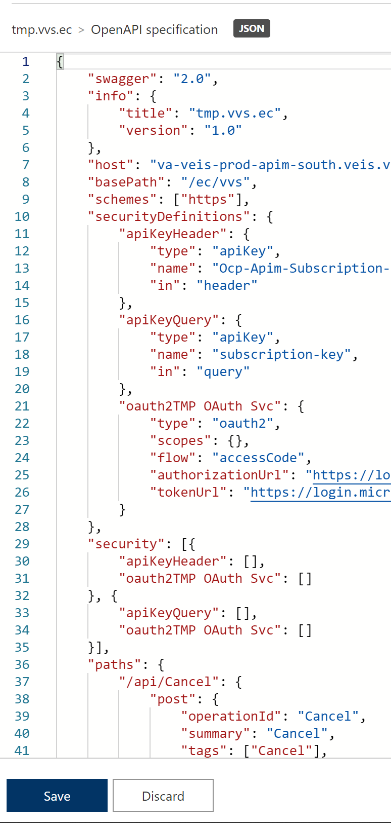 tmp.vvs.ec > OpenAPI specification JSON
1 {
2 "swagger": "2.0",
3 "info": {
4 "title": "tmp.vvs.ec",
5 "version": "1.0"
6 },
7 "host": "va-veis-prod-apim-south.veis.v
8 "basePath": "/ec/vvs",
9 "schemes": ["https"],
10 "securityDefinitions": {
11 "apiKeyHeader": {
12 "type": "apiKey",
13 "name": "Ocp-Apim-Subscription-
14 "in": "header"
15 },
16 "apiKeyQuery": {
17 "type": "apiKey",
18 "name": "subscription-key",
19 "in": "query"
20 },
21 "oauth2TMP OAuth Svc": {
22 "type": "oauth2",
23 "scopes": {},
24 "flow": "accessCode",
25 "authorizationUrl": "https://lo
26 "tokenUrl": "https://login.micr
27 }
28 },
29 "security": [{
30 "apiKeyHeader": [],
31 "oauth2TMP OAuth Svc": []
32 }, {
33 "apiKeyQuery": [],
34 "oauth2TMP OAuth Svc": []
35 }],
36 "paths": {
37 "/api/Cancel": {
38 "post": {
39 "operationId": "Cancel",
40 "summary": "Cancel",
41 "tags": ["Cancel"],
Save Discard